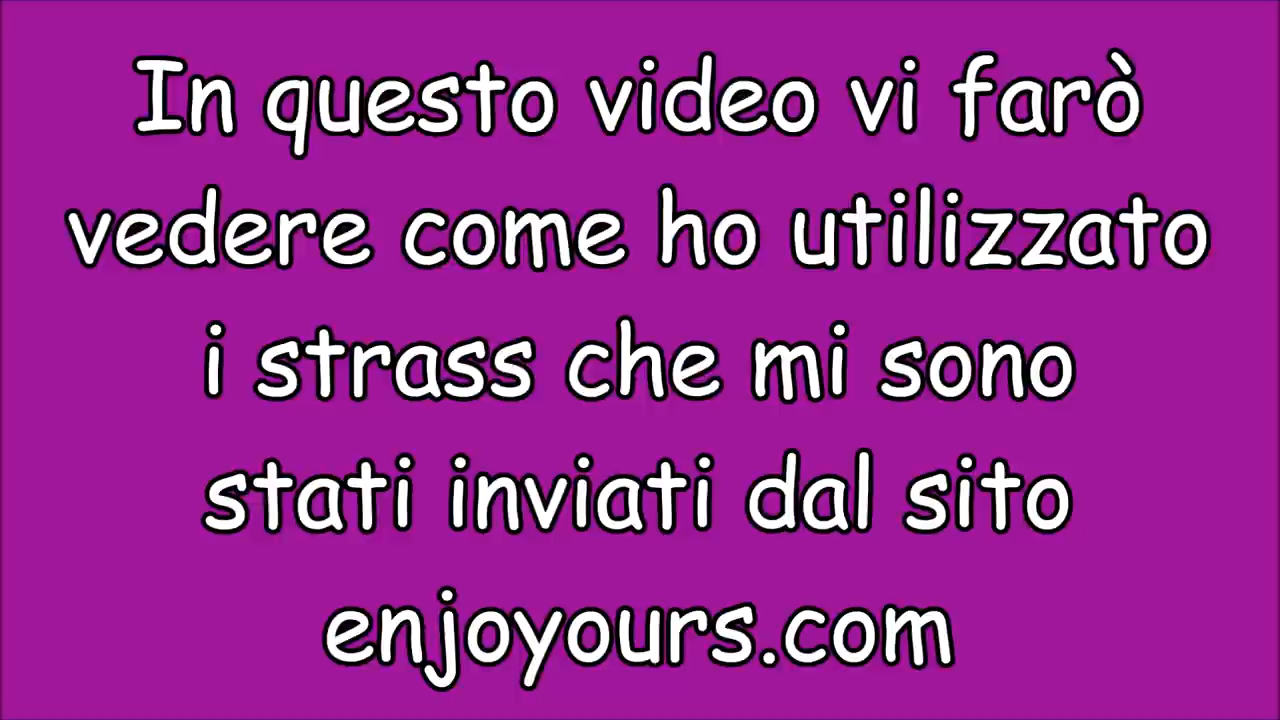 In questo video vi farò
vedere come ho utilizzato
i strass che mi sono
stati inviati dal sito
enjoyours.com